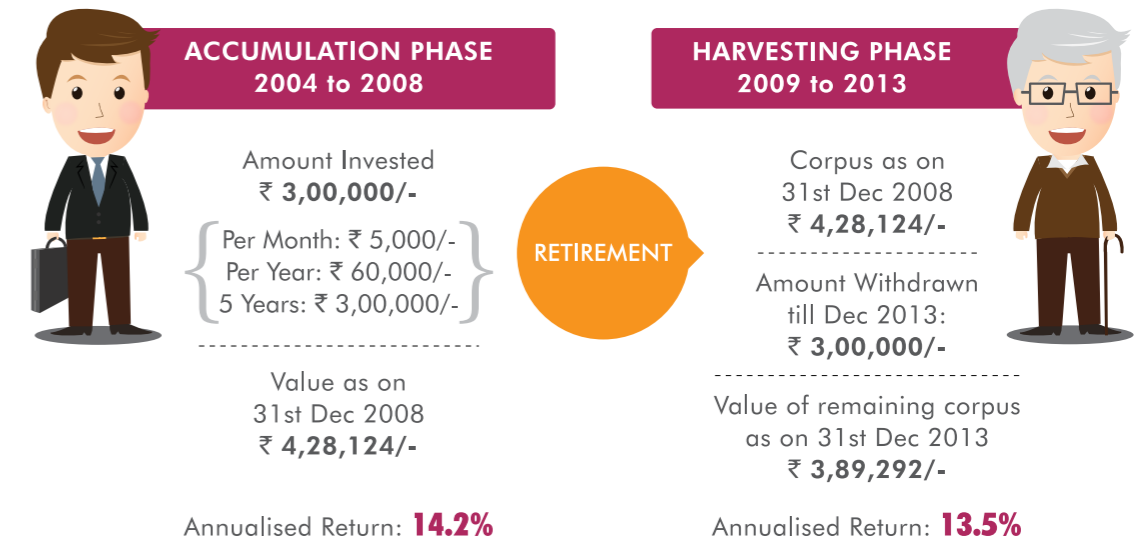 ACCUMULATION PHASE
2004 to 2008
Amount Invested
₹ 3,00,000/-
Per Month: ₹ 5,000/-
Per Year: ₹ 60,000/-
5 Years: ₹ 3,00,000/-
Value as on
31st Dec 2008
₹ 4,28,124/-
Annualised Return: 14.2%
RETIREMENT
HARVESTING PHASE
2009 to 2013
Corpus as on
31st Dec 2008
₹ 4,28,124/-
Amount Withdrawn
till Dec 2013:
₹ 3,00,000/-
Value of remaining corpus
as on 31st Dec 2013
₹ 3,89,292/-
Annualised Return: 13.5%